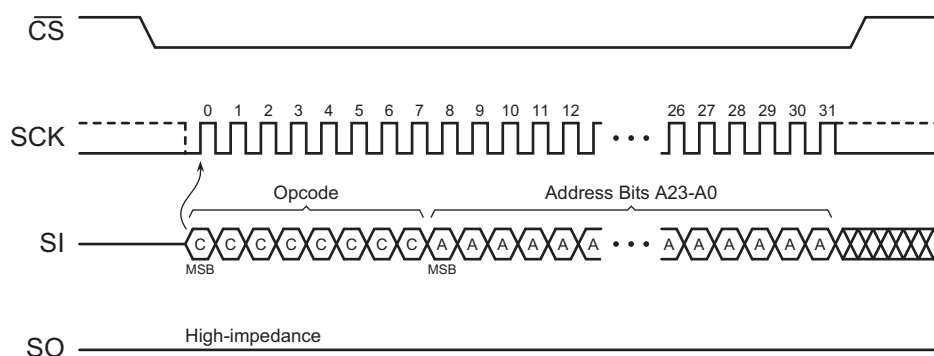 CS
SCK
0 1 2 3 4 5 6 7 8 9 10 11 12 26 27 28 29 30 31
Opcode Address Bits A23-A0
SI
C C C C C C C C A A A A A A A A A A A A
MSB MSB
SO
High-impedance